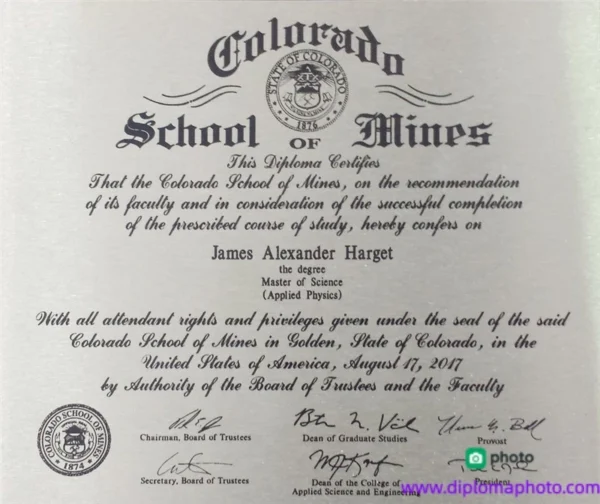 Colorado
STATE OF COLORADO
1876
School OF Mines
This Diploma Certifies
That the Colorado School of Mines, on the recommendation
of its faculty and in consideration of the successful completion
of the prescribed course of study, hereby confers on
James Alexander Harget
the degree
Master of Science
(Applied Physics)
With all attendant rights and privileges given under the seal of the said
Colorado School of Mines in Golden, State of Colorado, in the
United States of America, August 17, 2017
by Authority of the Board of Trustees and the Faculty
COLORADO SCHOOL OF MINES
1874
Chairman, Board of Trustees
Dean of Graduate Studies
Provost
Secretary, Board of Trustees
Dean of the College of
Applied Science and Engineering
President
photo
www.diplomaphoto.com